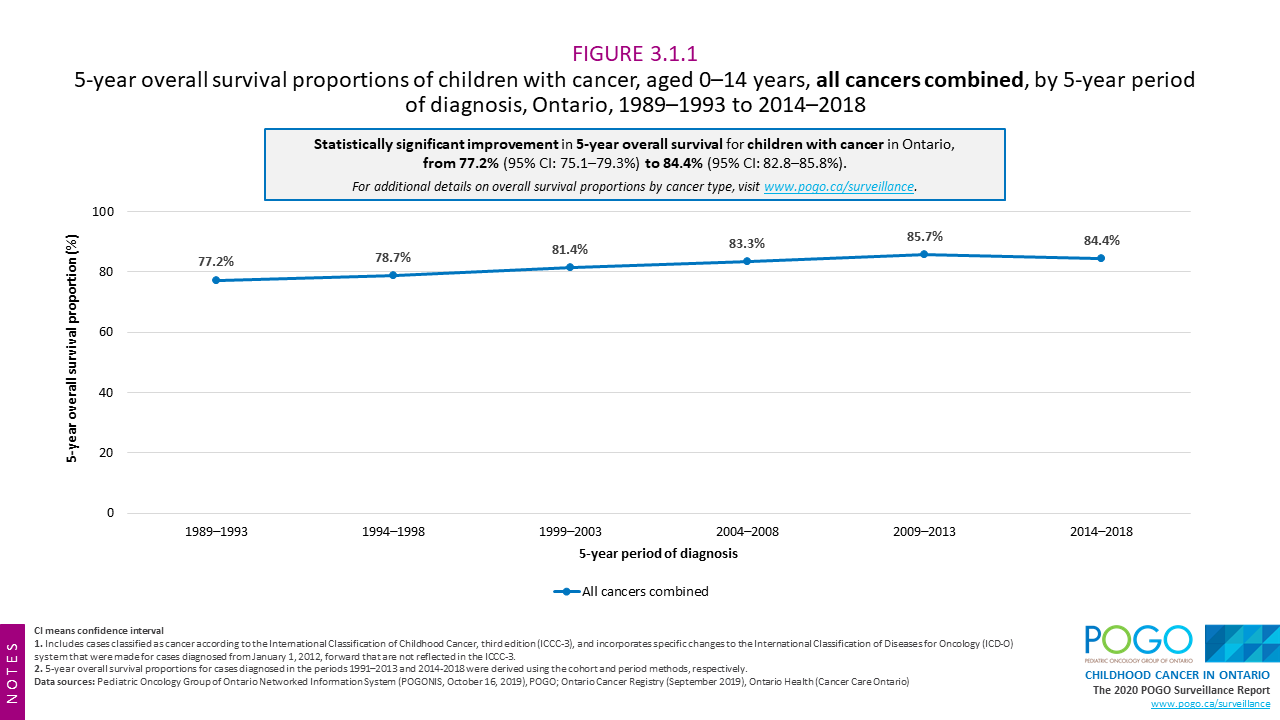 FIGURE 3.1.1
5-year overall survival proportions of children with cancer, aged 0–14 years, all cancers combined, by 5-year period
of diagnosis, Ontario, 1989–1993 to 2014–2018
Statistically significant improvement in 5-year overall survival for children with cancer in Ontario,
from 77.2% (95% CI: 75.1–79.3%) to 84.4% (95% CI: 82.8–85.8%).
For additional details on overall survival proportions by cancer type, visit www.pogo.ca/surveillance.
5-year overall survival proportion (%)
100
80
60
40
20
0
77.2%
78.7%
81.4%
83.3%
85.7%
84.4%
1989–1993
1994–1998
1999–2003
2004–2008
2009–2013
2014–2018
5-year period of diagnosis
All cancers combined
NOTES
CI means confidence interval
1. Includes cases classified as cancer according to the International Classification of Childhood Cancer, third edition (ICCC-3), and incorporates specific changes to the International Classification of Diseases for Oncology (ICD-O)
system that were made for cases diagnosed from January 1, 2012, forward that are not reflected in the ICCC-3.
2. 5-year overall survival proportions for cases diagnosed in the periods 1991–2013 and 2014-2018 were derived using the cohort and period methods, respectively.
Data sources: Pediatric Oncology Group of Ontario Networked Information System (POGONIS, October 16, 2019), POGO; Ontario Cancer Registry (September 2019), Ontario Health (Cancer Care Ontario)
POGO
PEDIATRIC ONCOLOGY GROUP OF ONTARIO
CHILDHOOD CANCER IN ONTARIO
The 2020 POGO Surveillance Report
www.pogo.ca/surveillance